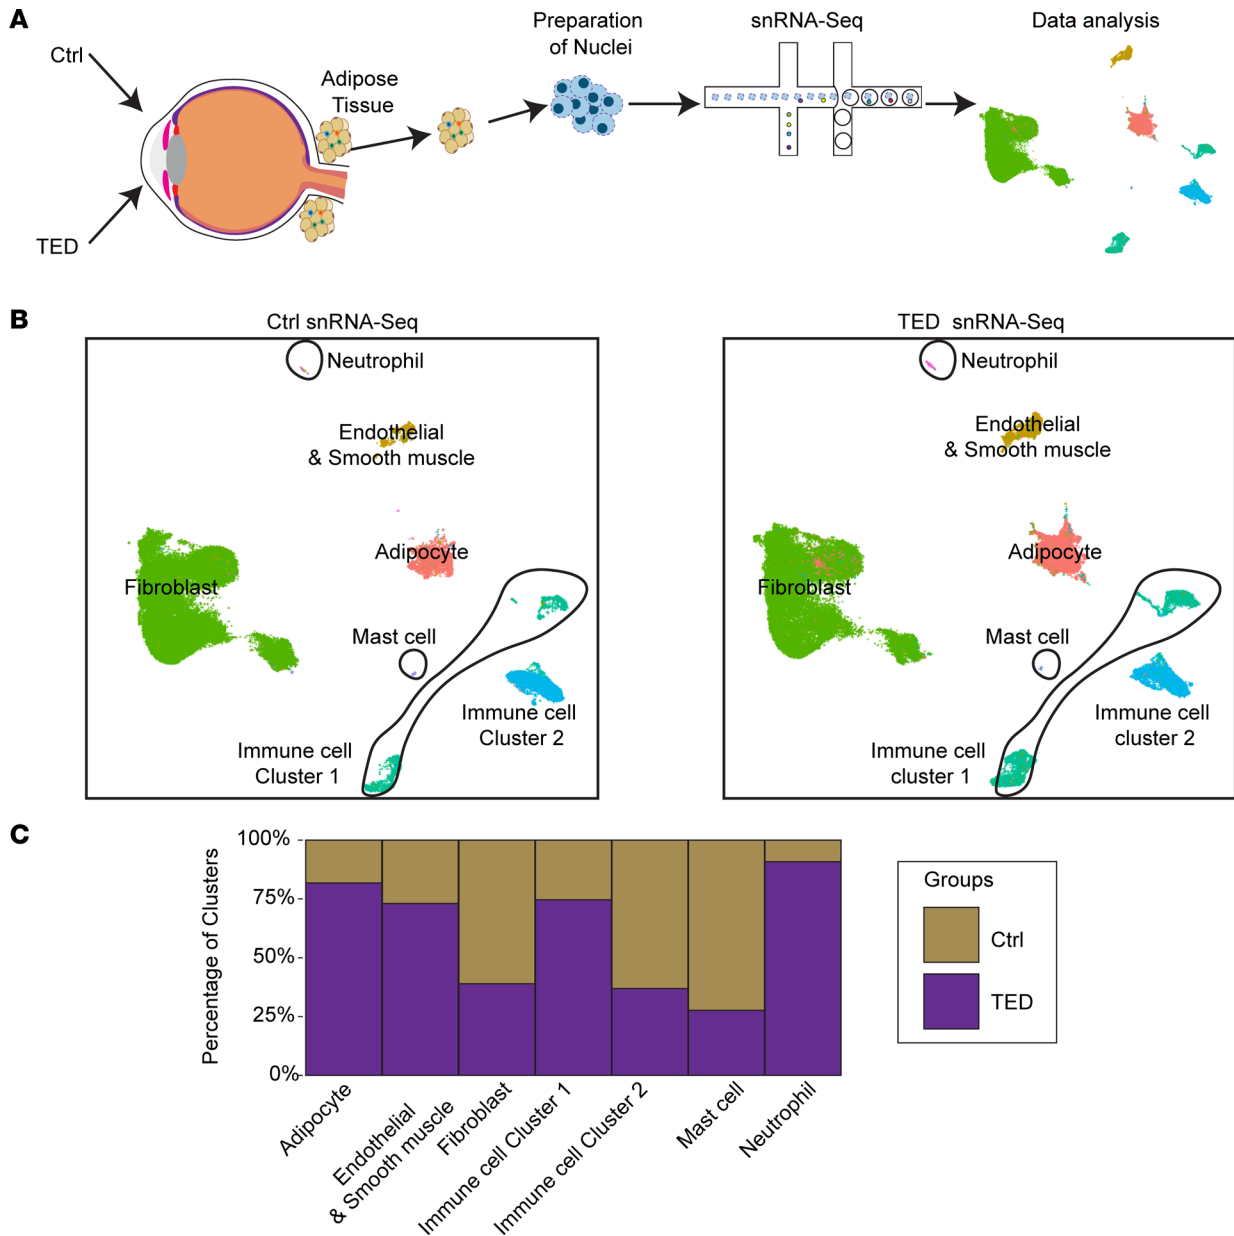 A
Ctrl
TED
Adipose
Tissue
Preparation
of Nuclei
snRNA-Seq
Data analysis
B
Ctrl snRNA-Seq
Neutrophil
Endothelial
& Smooth muscle
Adipocyte
Fibroblast
Mast cell
Immune cell
Cluster 2
Immune cell
Cluster 1
TED snRNA-Seq
Neutrophil
Endothelial
& Smooth muscle
Adipocyte
Fibroblast
Mast cell
Immune cell
cluster 2
Immune cell
cluster 1
C
Percentage of Clusters
100%
75%
50%
25%
0%
Adipocyte
Endothelial
& Smooth muscle
Fibroblast
Immune cell Cluster 1
Immune cell Cluster 2
Mast cell
Neutrophil
Groups
Ctrl
TED